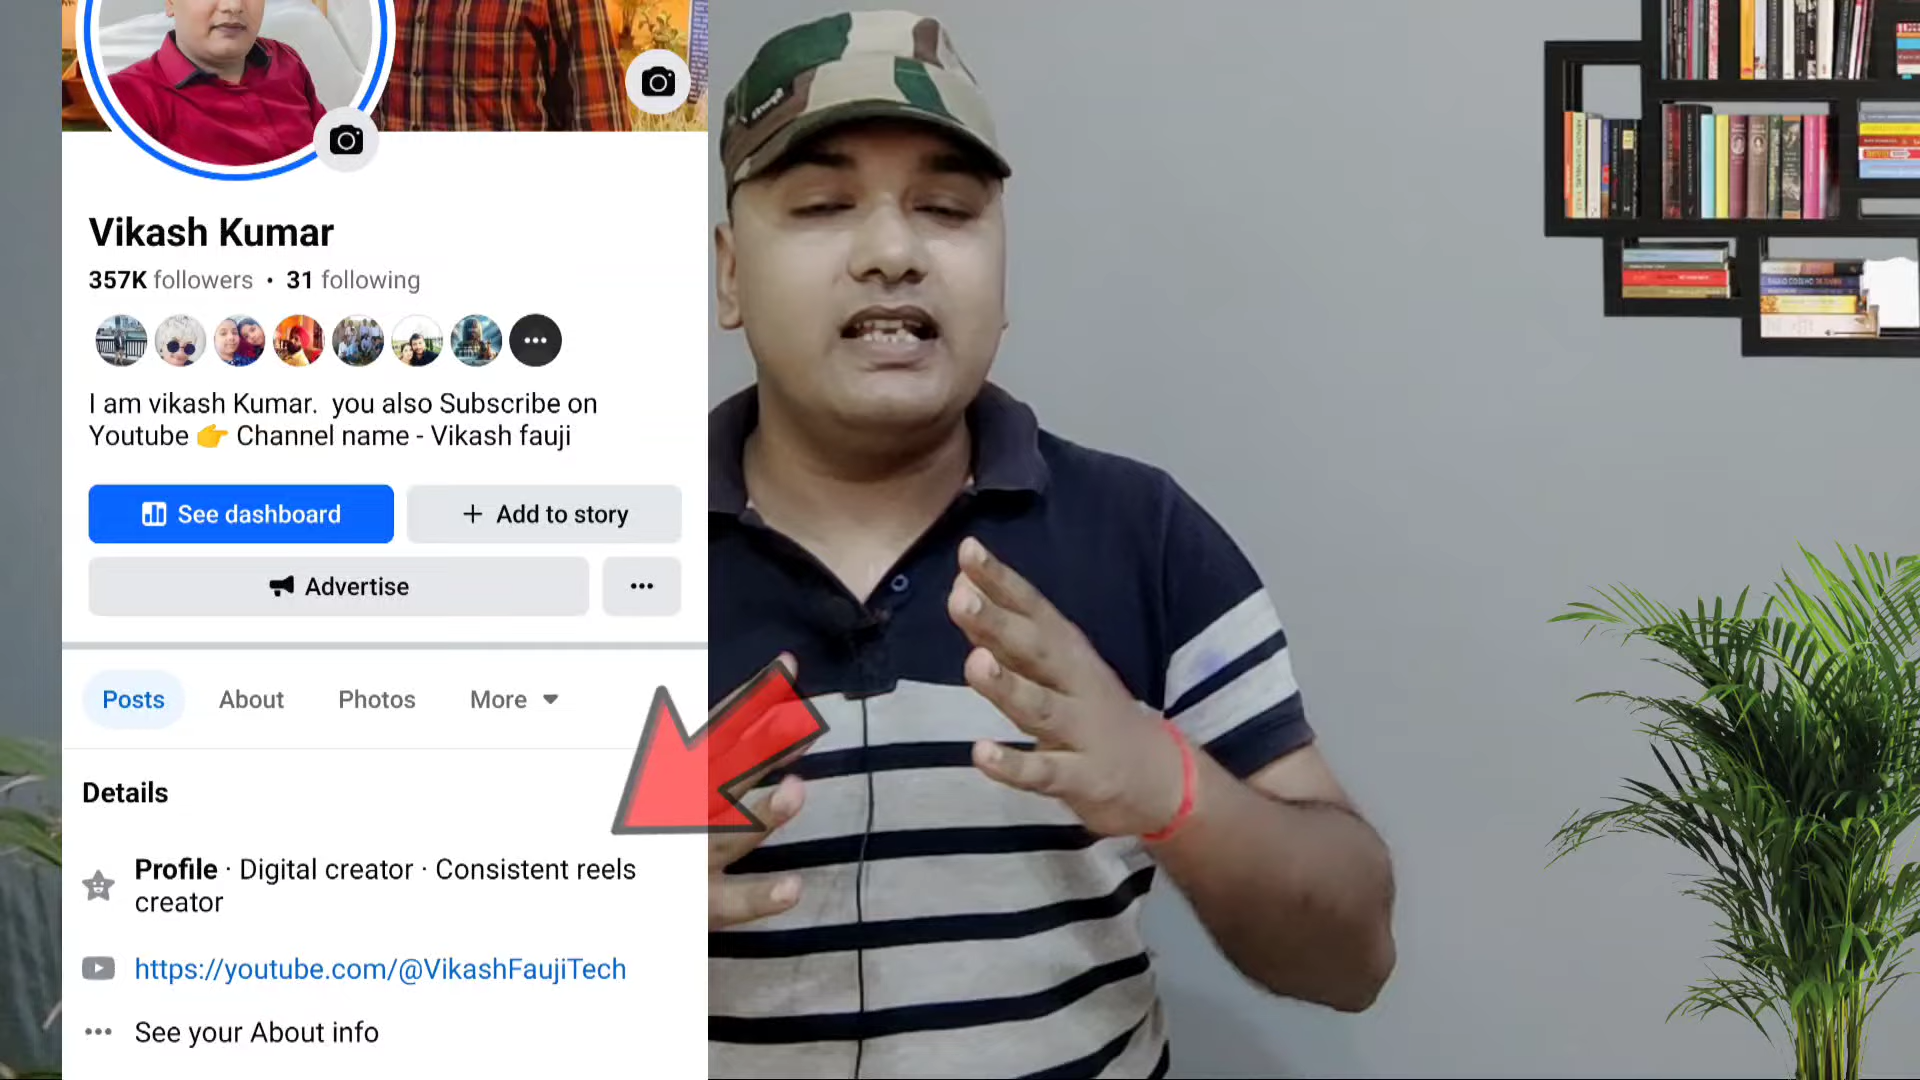 Vikash Kumar
357K followers • 31 following
I am vikash Kumar.  you also Subscribe on
Youtube 👉 Channel name - Vikash fauji
See dashboard
+ Add to story
Advertise
Posts
About
Photos
More
Details
Profile · Digital creator · Consistent reels
creator
https://youtube.com/@VikashFaujiTech
See your About info